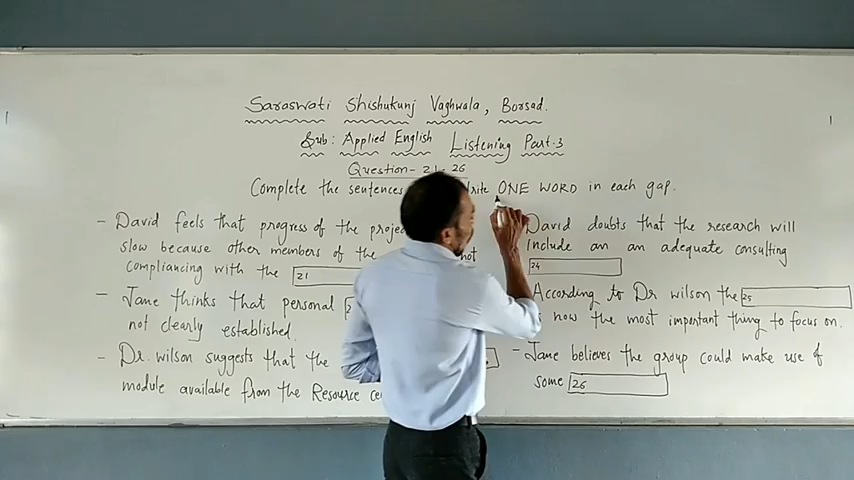 Saraswati Shishukunj Vaghwala, Borsad.
Sub: Applied English Listening Part-3
Question - 21 - 26
Complete the sentences ONE WORD in each gap.
- David feels that progress of the
slow because other members of the not
compliancing with the 21
- Jane thinks that personal
not clearly established.
- Dr. wilson suggests that the
module available from the Resource
David doubts that the research will
include an an adequate consulting
24
According to Dr wilson the 25
now the most important thing to focus on.
- Jane believes the group could make use of
some 26